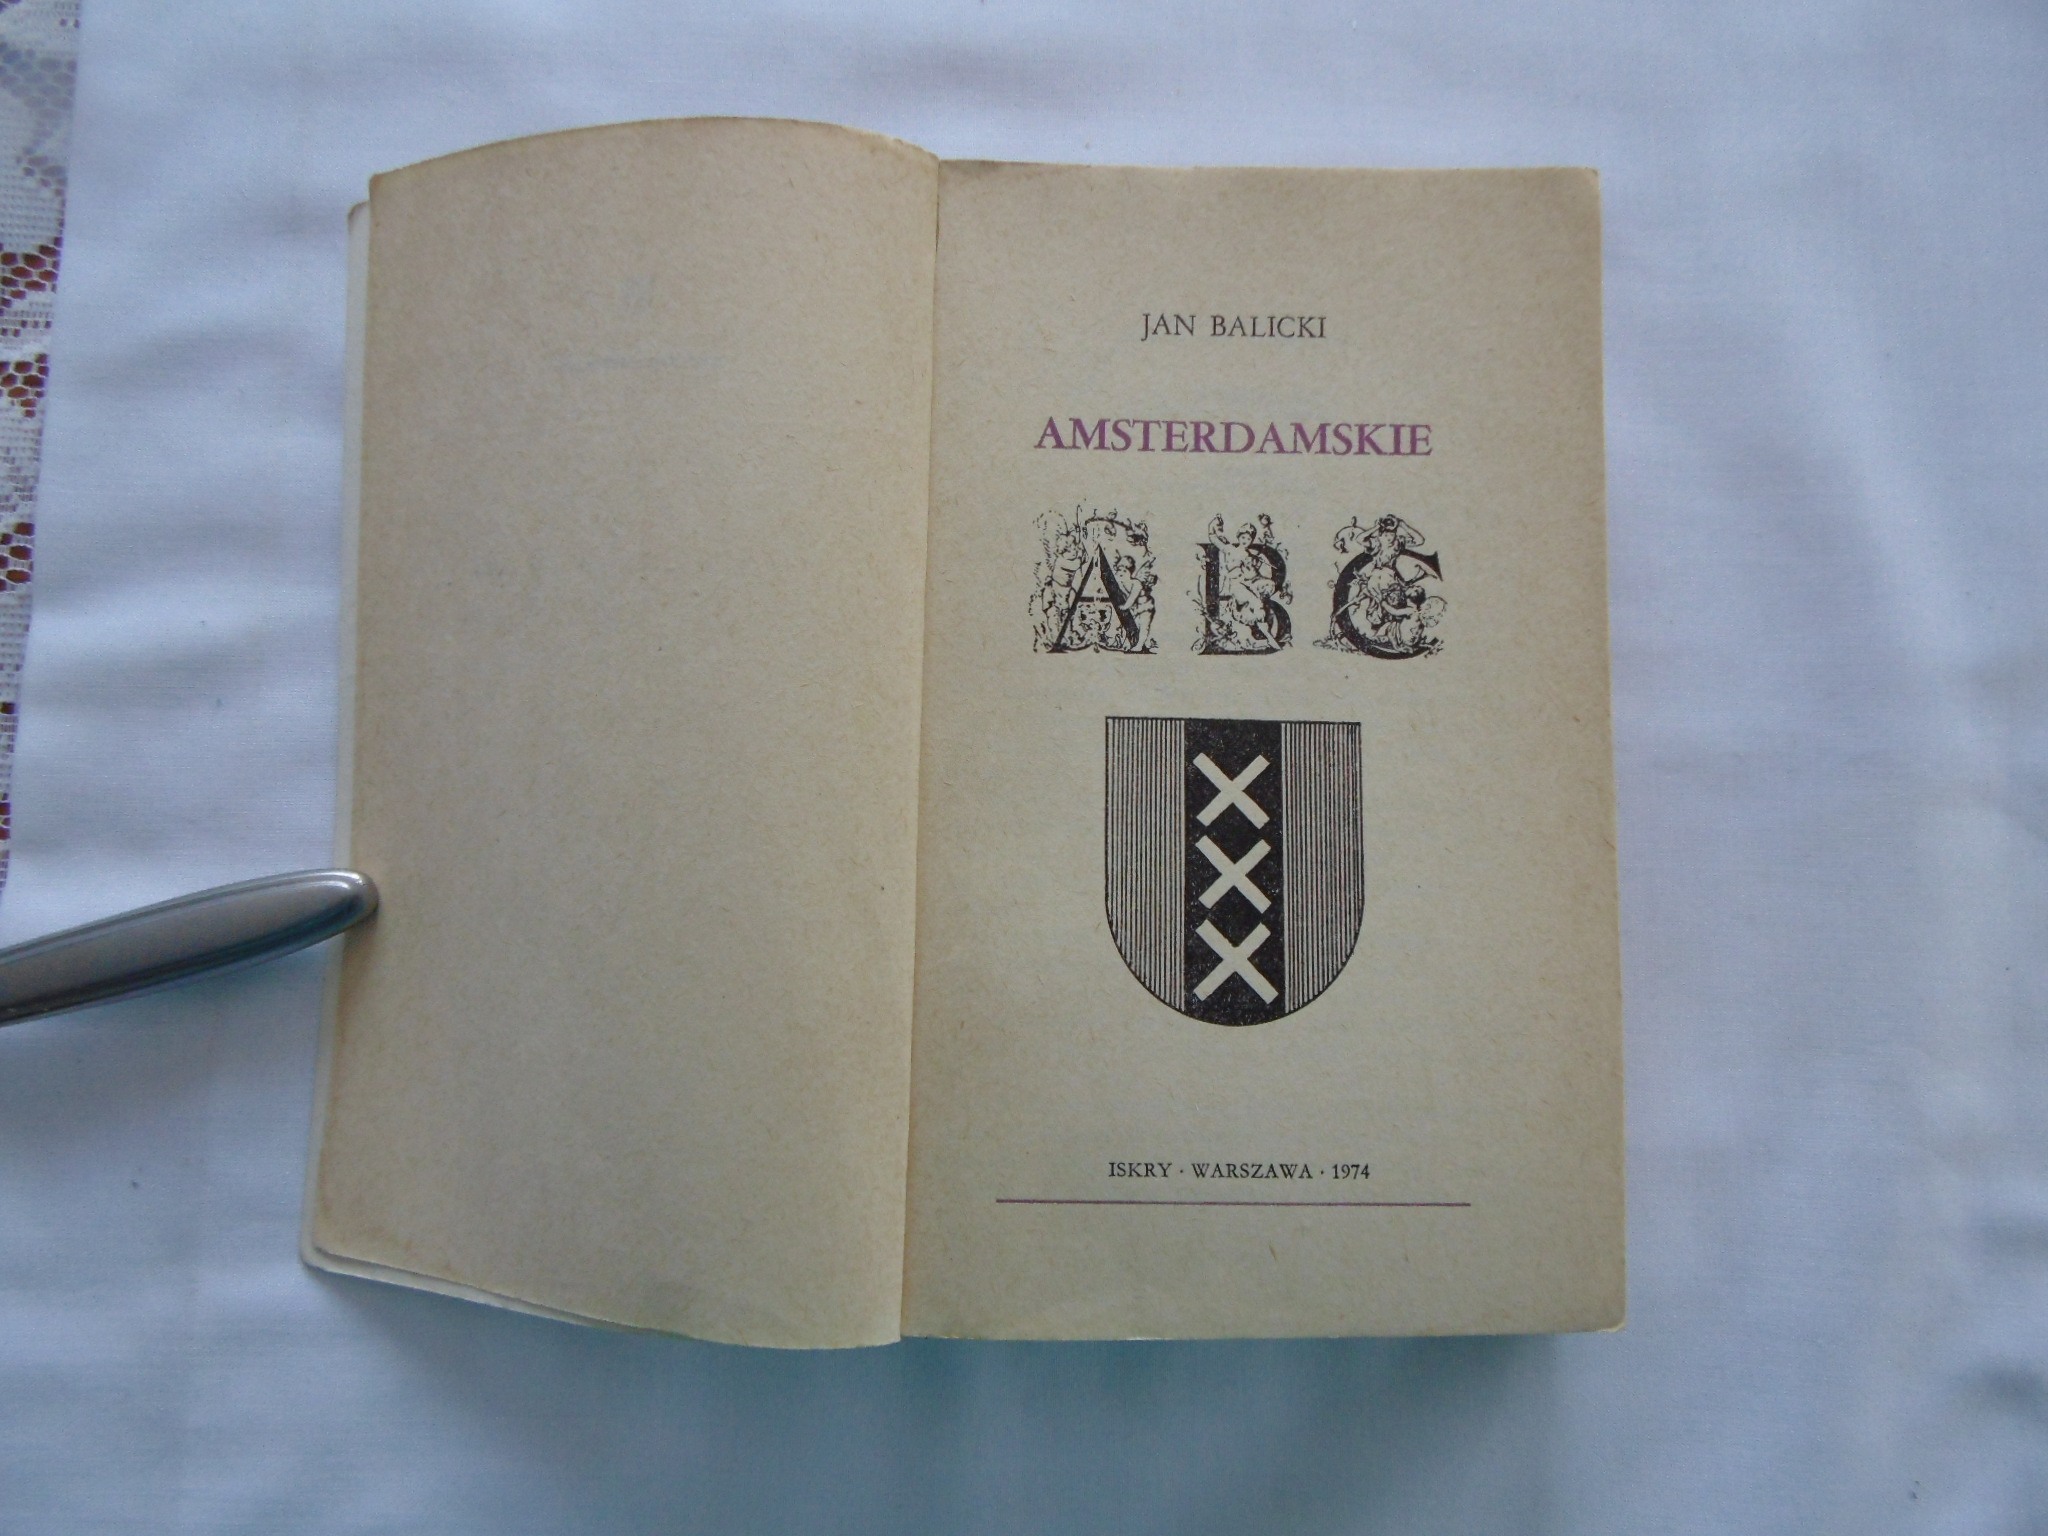 JAN BALICKI
AMSTERDAMSKIE
ABC
XXX
ISKRY · WARSZAWA · 1974